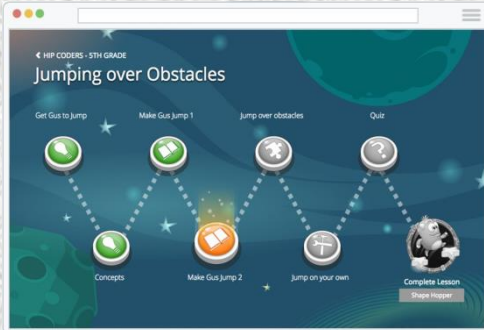 HIP CODERS - 5TH GRADE
Jumping over Obstacles
Get Gus to Jump
Make Gus Jump 1
Jump over obstacles
Quiz
Concepts
Make Gus Jump 2
Jump on your own
Complete Lesson
Shape Hopper